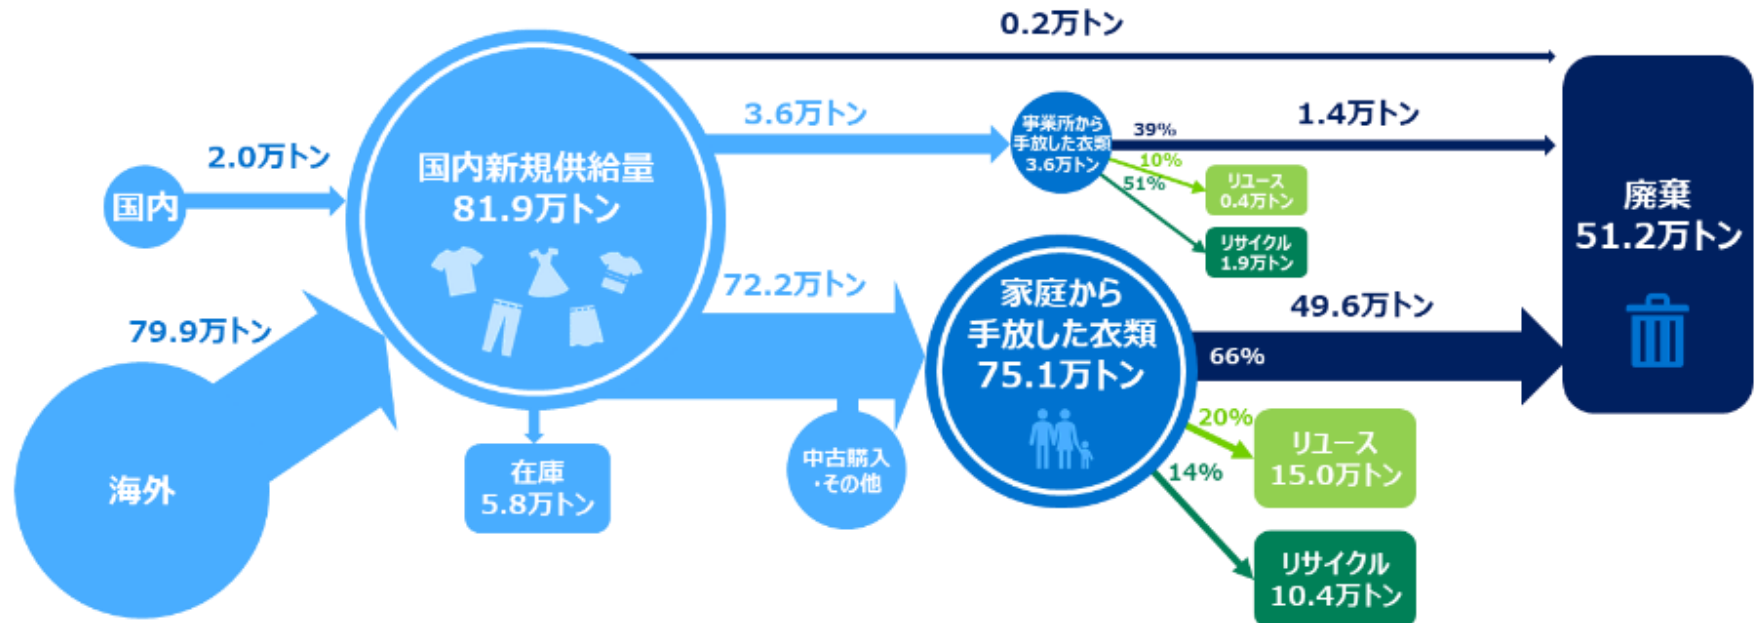 0.2万トン
3.6万トン
事業所から
手放した衣類
3.6万トン
39%
1.4万トン
10%
51%
リユース
0.4万トン
リサイクル
1.9万トン
国内
2.0万トン
国内新規供給量
81.9万トン
廃棄
51.2万トン
79.9万トン
海外
72.2万トン
家庭から
手放した衣類
75.1万トン
49.6万トン
66%
在庫
5.8万トン
中古購入
・その他
20%
14%
リユース
15.0万トン
リサイクル
10.4万トン